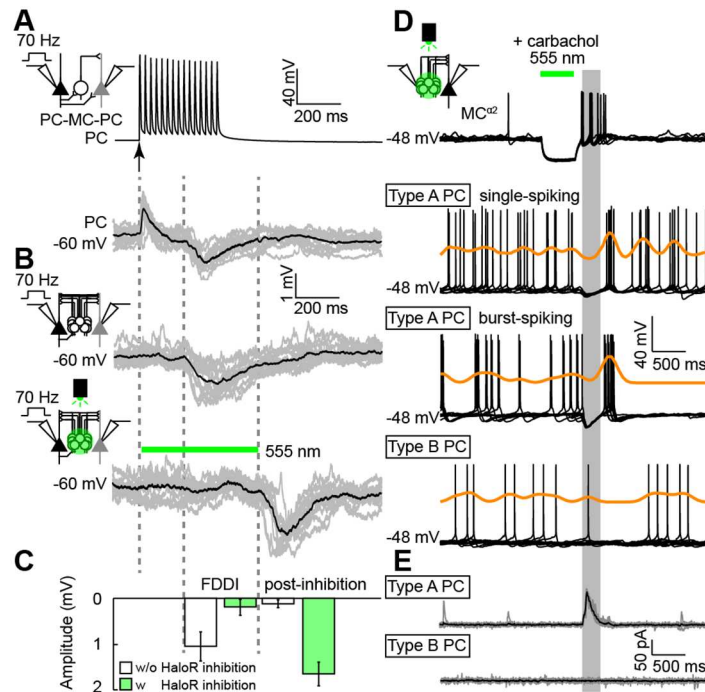 A
70 Hz
PC-MC-PC
PC
40 mV
200 ms
PC
-60 mV
1 mV
200 ms
B
70 Hz
-60 mV
70 Hz
555 nm
-60 mV
C
FDDI post-inhibition
Amplitude (mV)
0
1
2
w/o HaloR inhibition
w HaloR inhibition
D
+ carbachol
555 nm
MCα2
-48 mV
Type A PC single-spiking
-48 mV
Type A PC burst-spiking
40 mV
500 ms
-48 mV
Type B PC
-48 mV
E
Type A PC
Type B PC
50 pA
500 ms